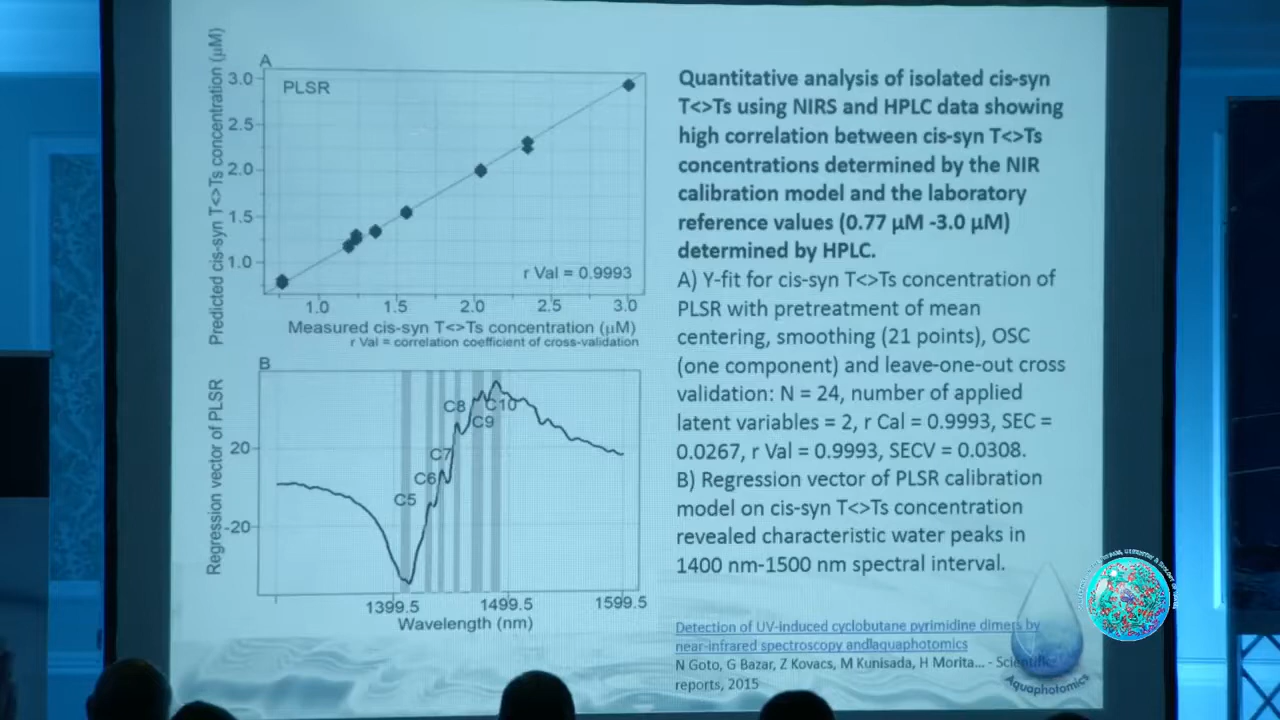 A
PLSR
Predicted cis-syn T<>Ts concentration (µM)
3.0
2.5
2.0
1.5
1.0
r Val = 0.9993
1.0 1.5 2.0 2.5 3.0
Measured cis-syn T<>Ts concentration (µM)
r Val = correlation coefficient of cross-validation
B
Regression vector of PLSR
20
-20
C5
C6
C7
C8
C9
C10
1399.5 1499.5 1599.5
Wavelength (nm)
Quantitative analysis of isolated cis-syn
T<>Ts using NIRS and HPLC data showing
high correlation between cis-syn T<>Ts
concentrations determined by the NIR
calibration model and the laboratory
reference values (0.77 µM -3.0 µM)
determined by HPLC.
A) Y-fit for cis-syn T<>Ts concentration of
PLSR with pretreatment of mean
centering, smoothing (21 points), OSC
(one component) and leave-one-out cross
validation: N = 24, number of applied
latent variables = 2, r Cal = 0.9993, SEC =
0.0267, r Val = 0.9993, SECV = 0.0308.
B) Regression vector of PLSR calibration
model on cis-syn T<>Ts concentration
revealed characteristic water peaks in
1400 nm-1500 nm spectral interval.
Detection of UV-induced cyclobutane pyrimidine dimers by
near-infrared spectroscopy and aquaphotomics
N Goto, G Bazar, Z Kovacs, M Kunisada, H Morita... - Scientific
reports, 2015
Aquaphotomics